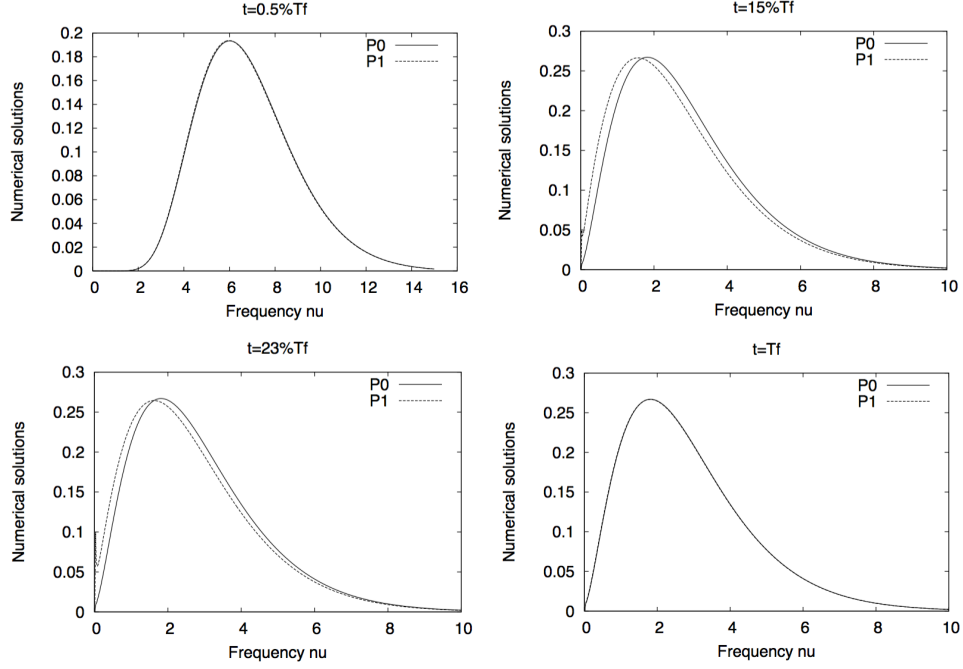 t=0.5%Tf
Numerical solutions
0.2
0.18
0.16
0.14
0.12
0.1
0.08
0.06
0.04
0.02
0
P0
P1
0 2 4 6 8 10 12 14 16
Frequency nu
t=15%Tf
Numerical solutions
0.3
0.25
0.2
0.15
0.1
0.05
0
P0
P1
0 2 4 6 8 10
Frequency nu
t=23%Tf
Numerical solutions
0.3
0.25
0.2
0.15
0.1
0.05
0
P0
P1
0 2 4 6 8 10
Frequency nu
t=Tf
Numerical solutions
0.3
0.25
0.2
0.15
0.1
0.05
0
P0
P1
0 2 4 6 8 10
Frequency nu